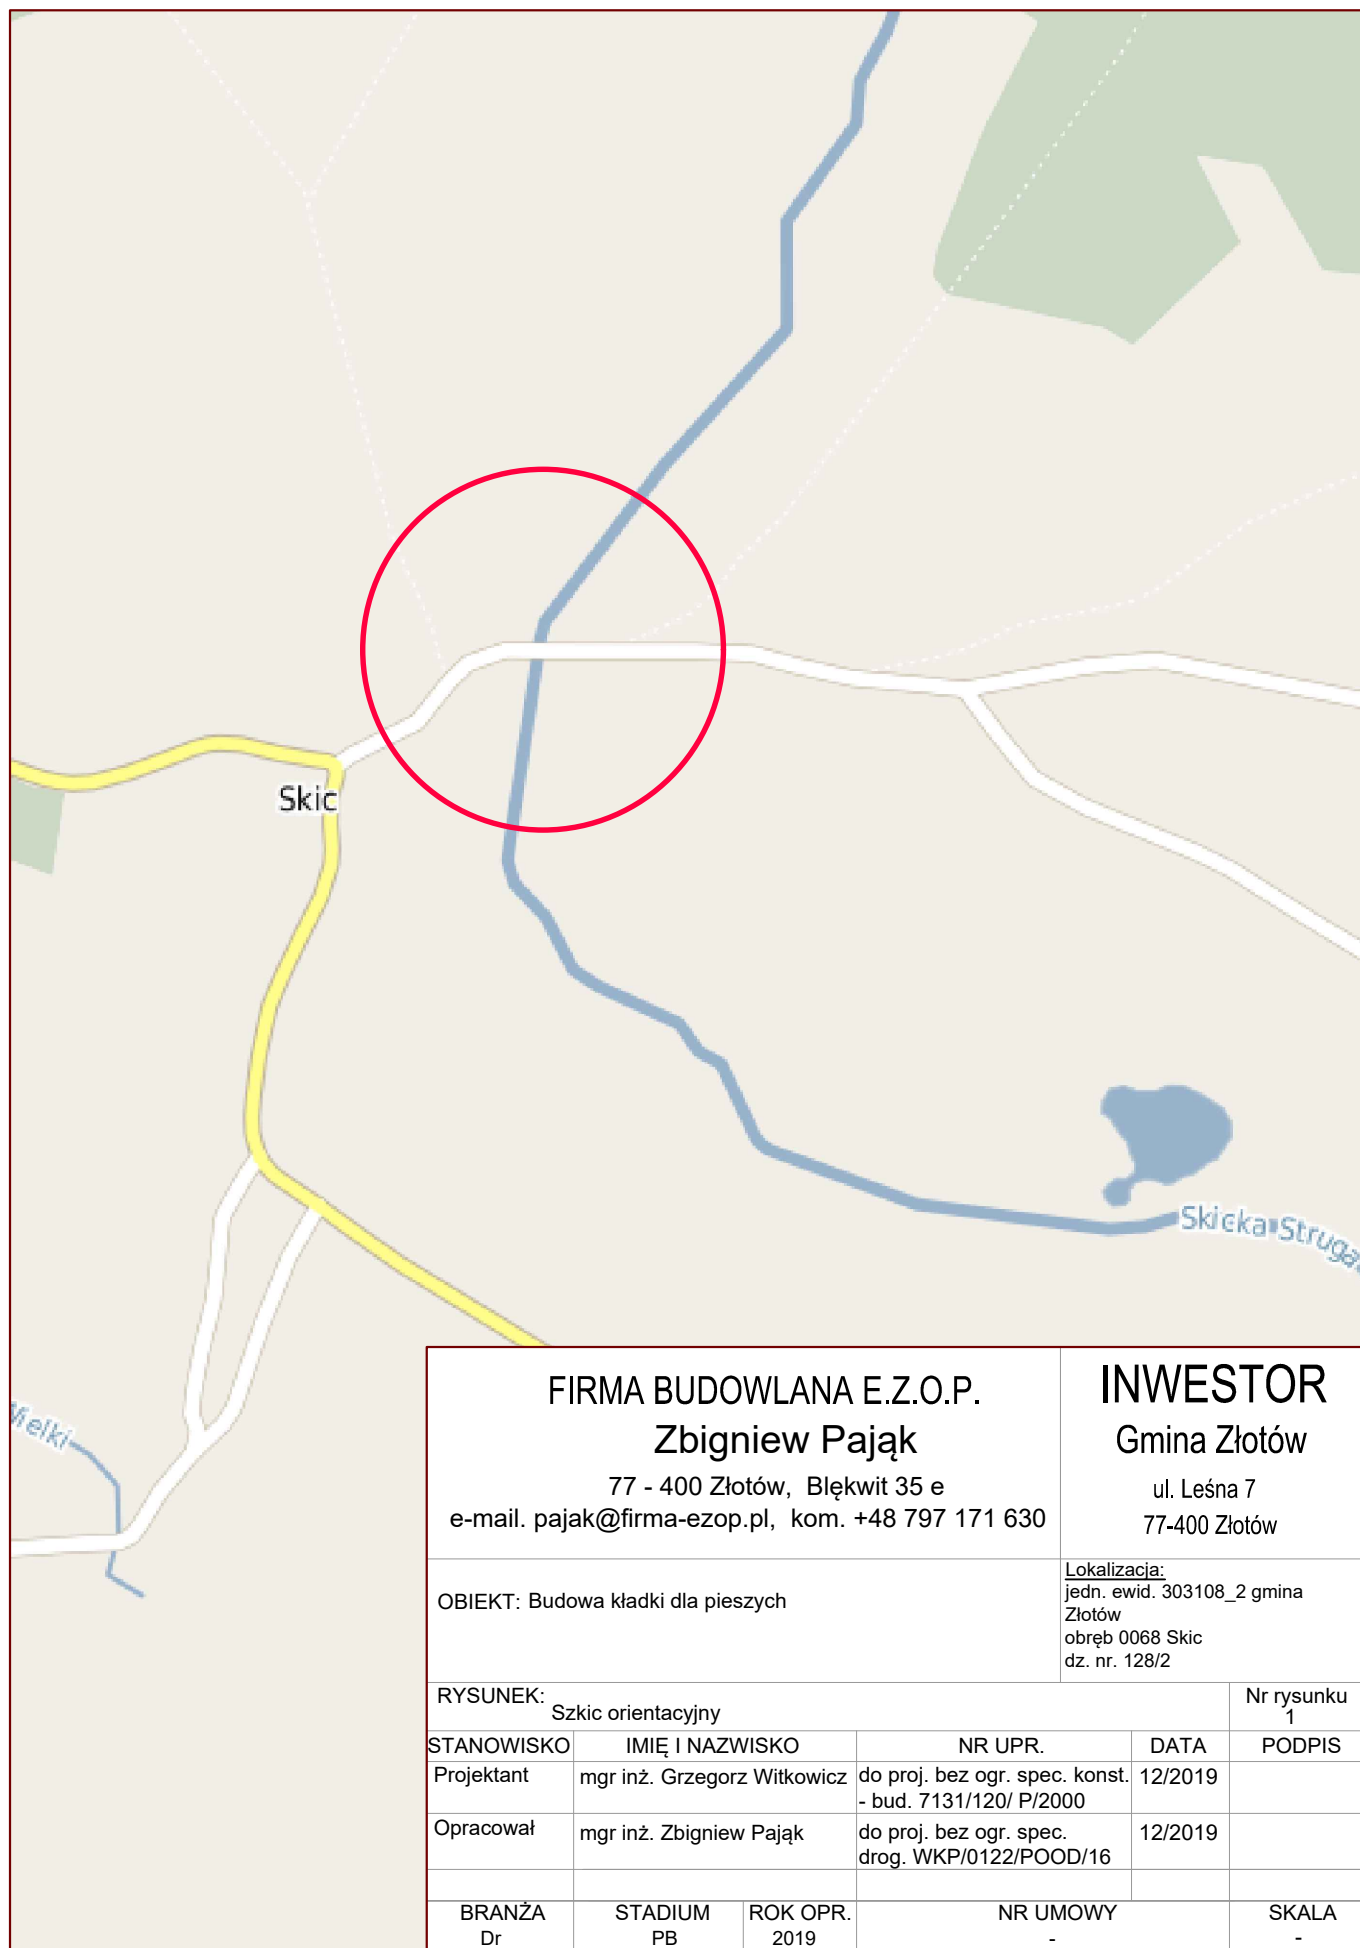 Skic
Skicka Struga
Wielki
FIRMA BUDOWLANA E.Z.O.P.
Zbigniew Pająk
77 - 400 Złotów, Blękwit 35 e
e-mail. pajak@firma-ezop.pl, kom. +48 797 171 630
INWESTOR
Gmina Złotów
ul. Leśna 7
77-400 Złotów
OBIEKT: Budowa kładki dla pieszych
Lokalizacja:
jedn. ewid. 303108_2 gmina
Złotów
obręb 0068 Skic
dz. nr. 128/2
RYSUNEK:
Szkic orientacyjny
Nr rysunku
1
STANOWISKO IMIĘ I NAZWISKO NR UPR. DATA PODPIS
Projektant mgr inż. Grzegorz Witkowicz do proj. bez ogr. spec. konst. 12/2019
- bud. 7131/120/ P/2000
Opracował mgr inż. Zbigniew Pająk do proj. bez ogr. spec. 12/2019
drog. WKP/0122/POOD/16
BRANŻA STADIUM ROK OPR. NR UMOWY SKALA
Dr PB 2019 - -